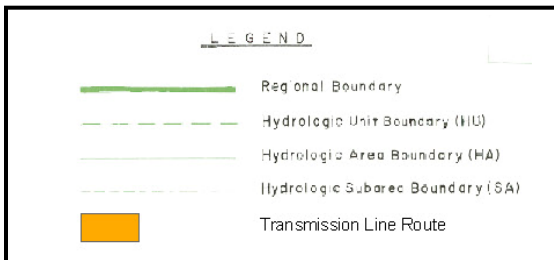 LEGEND
Regional Boundary
Hydrologic Unit Boundary (HU)
Hydrologic Area Boundary (HA)
Hydrologic Subarea Boundary (SA)
Transmission Line Route